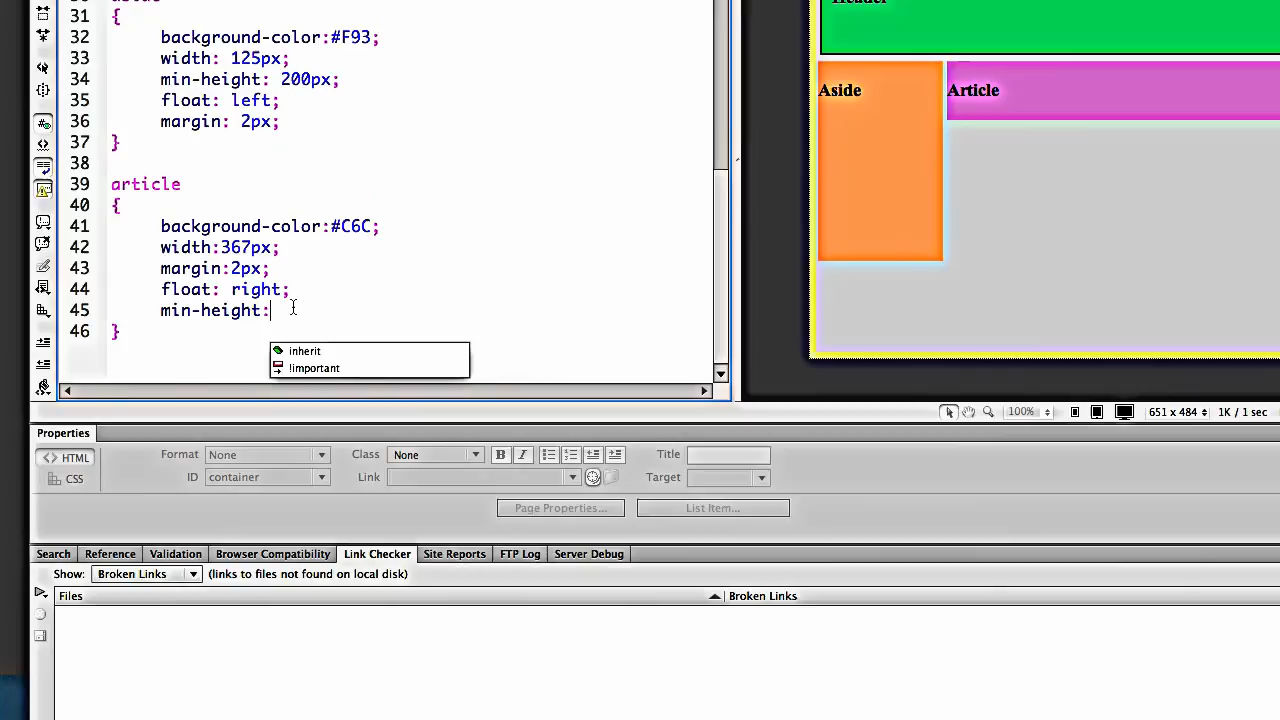 31
{
32 background-color:#F93;
33 width: 125px;
34 min-height: 200px;
35 float: left;
36 margin: 2px;
37 }
38
39 article
40 {
41 background-color:#C6C;
42 width:367px;
43 margin:2px;
44 float: right;
45 min-height:
46 }
inherit
!important
Aside
Article
100%
651 x 484
1K / 1 sec
Properties
<> HTML
CSS
Format None
ID container
Class None
Link
B I
Title
Target
Page Properties...
List Item...
Search Reference Validation Browser Compatibility Link Checker Site Reports FTP Log Server Debug
Show: Broken Links (links to files not found on local disk)
Files
Broken Links